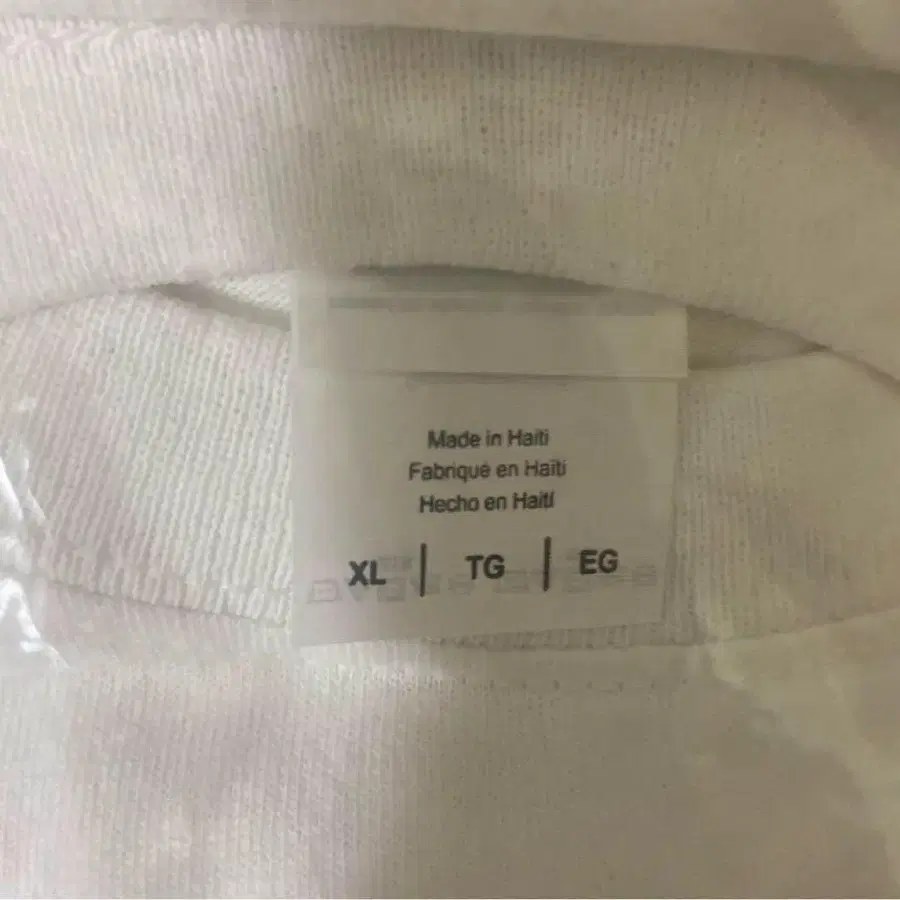 Made in Haiti
Fabriqué en Haïti
Hecho en Haití
XL | TG | EG